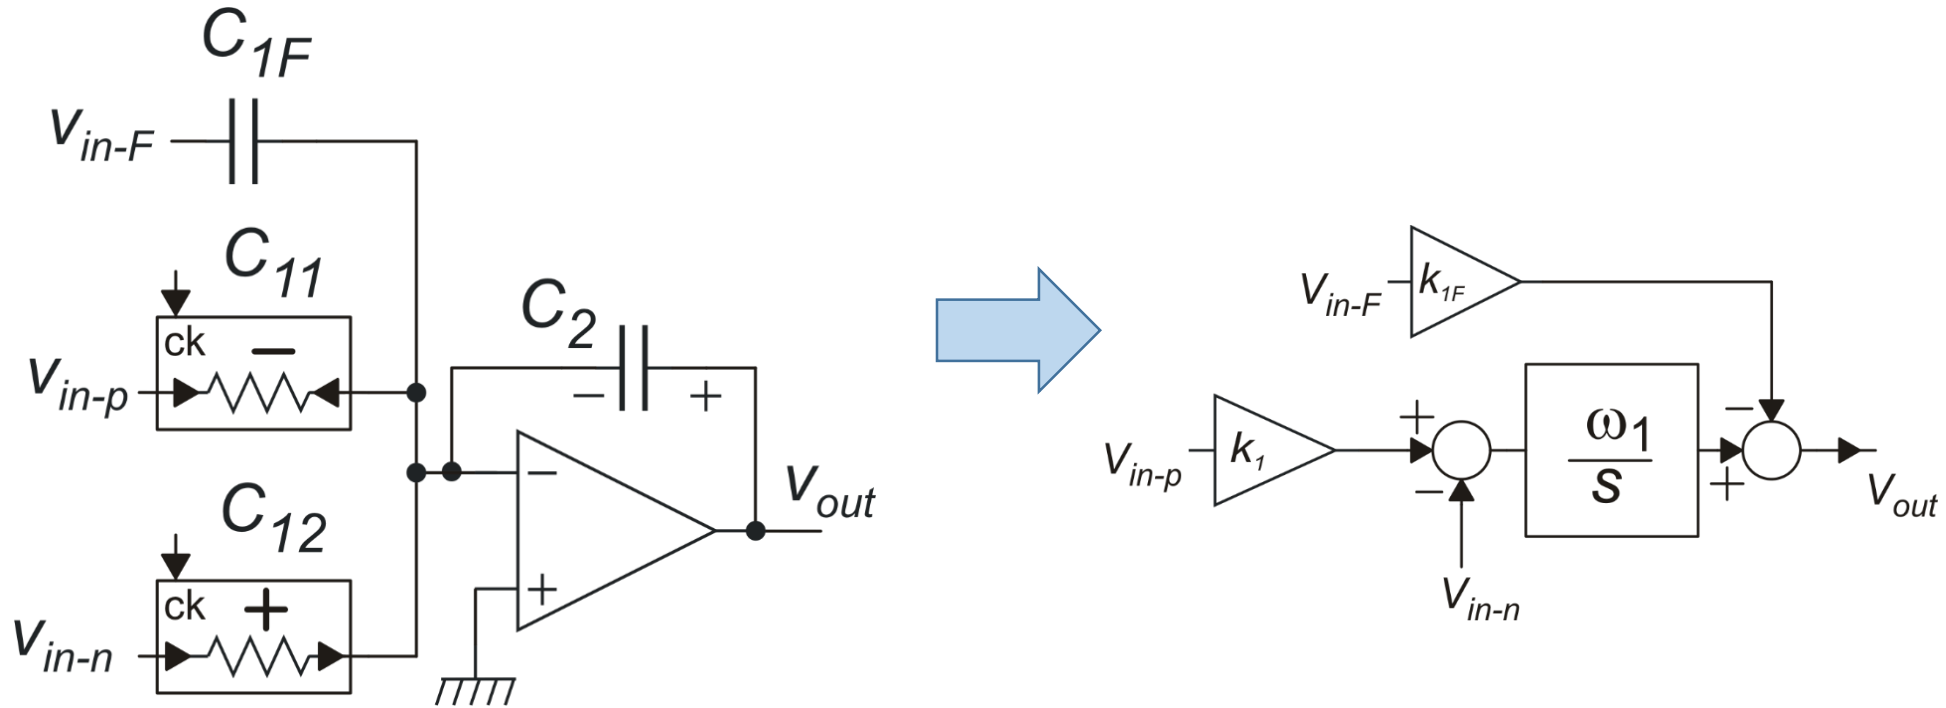 C1F
vin-F
C11
ck −
vin-p
C2
− +
−
vout
+
C12
ck +
vin-n
Vin-F k1F
−
+ ω1
Vin-p k1 s
− +
Vout
Vin-n